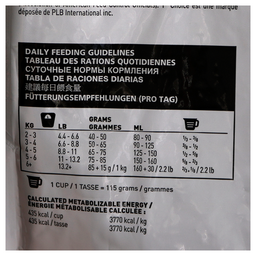 déposée de PLB International inc.
DAILY FEEDING GUIDELINES
TABLEAU DES RATIONS QUOTIDIENNES
СУТОЧНЫЕ НОРМЫ КОРМЛЕНИЯ
TABLA DE RACIONES DIARIAS
建議每日餵食量
FÜTTERUNGSEMPFEHLUNGEN (PRO TAG)
GRAMS
KG LB GRAMMES ML
2 - 3 4.4 - 6.6 40 - 50 80 - 90
3 - 4 6.6 - 8.8 50 - 65 90 - 125
4 - 5 8.8 - 11 65 - 75 125 - 150
5 - 6 11 - 13.2 75 - 85 150 - 160
6+ 13.2+ 85 + 15 g / 1 kg 160 + 30 / 2.2 lb
1 CUP / 1 TASSE = 115 grams / grammes
CALCULATED METABOLIZABLE ENERGY /
ÉNERGIE MÉTABOLISABLE CALCULÉE :
435 kcal / cup 3770 kcal / kg
435 kcal / tasse 3770 kcal / kg